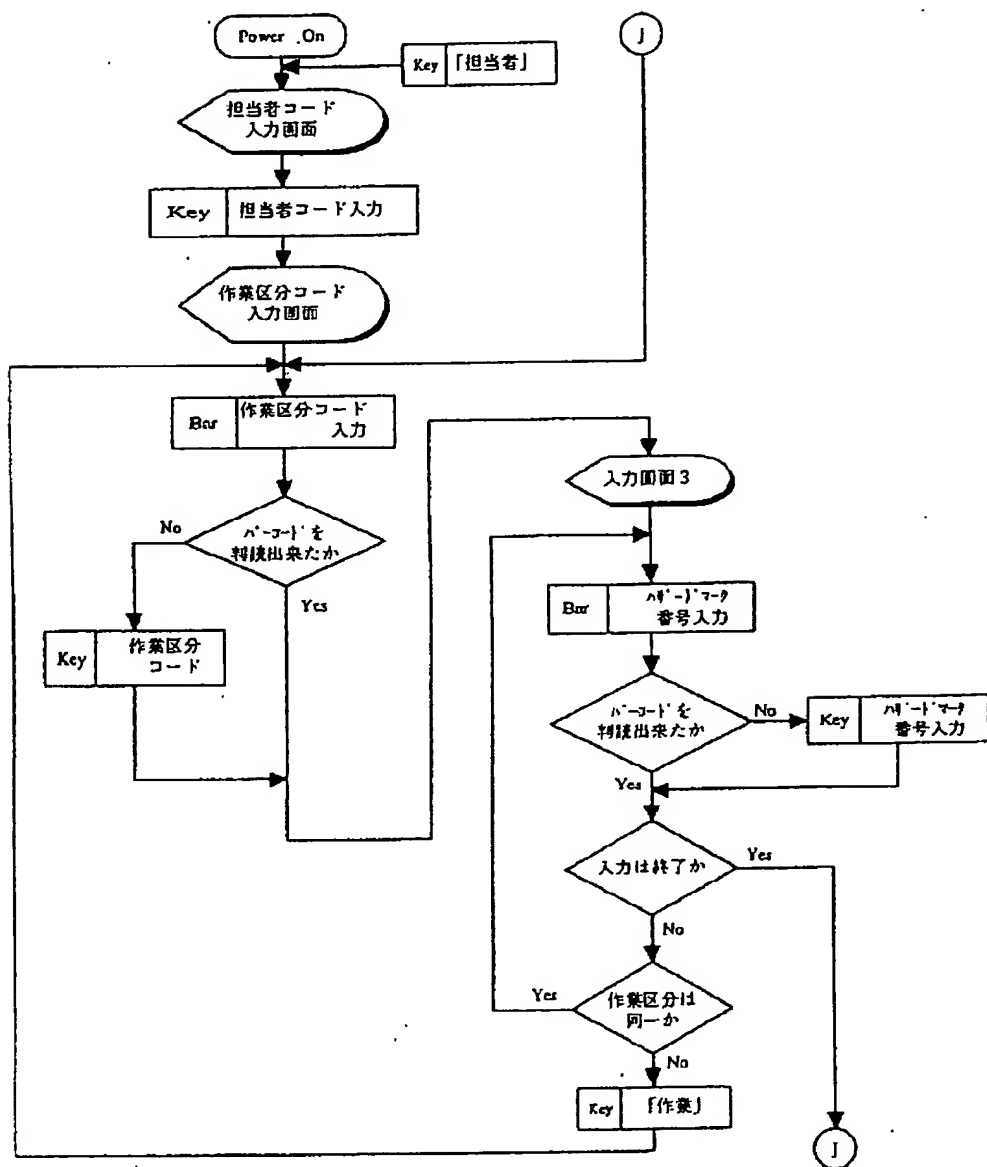 Power On
J
Key 「担当者」
担当者コード
入力画面
Key 担当者コード入力
作業区分コード
入力画面
Bar 作業区分コード
入力
入力画面3
No
バーコードを
判読出来たか
Yes
Bar ハザードマーク
番号入力
Key 作業区分
コード
バーコードを
判読出来たか
No
Key ハザードマーク
番号入力
Yes
入力は終了か
Yes
No
Yes
作業区分は
同一か
No
Key 「作業」
J